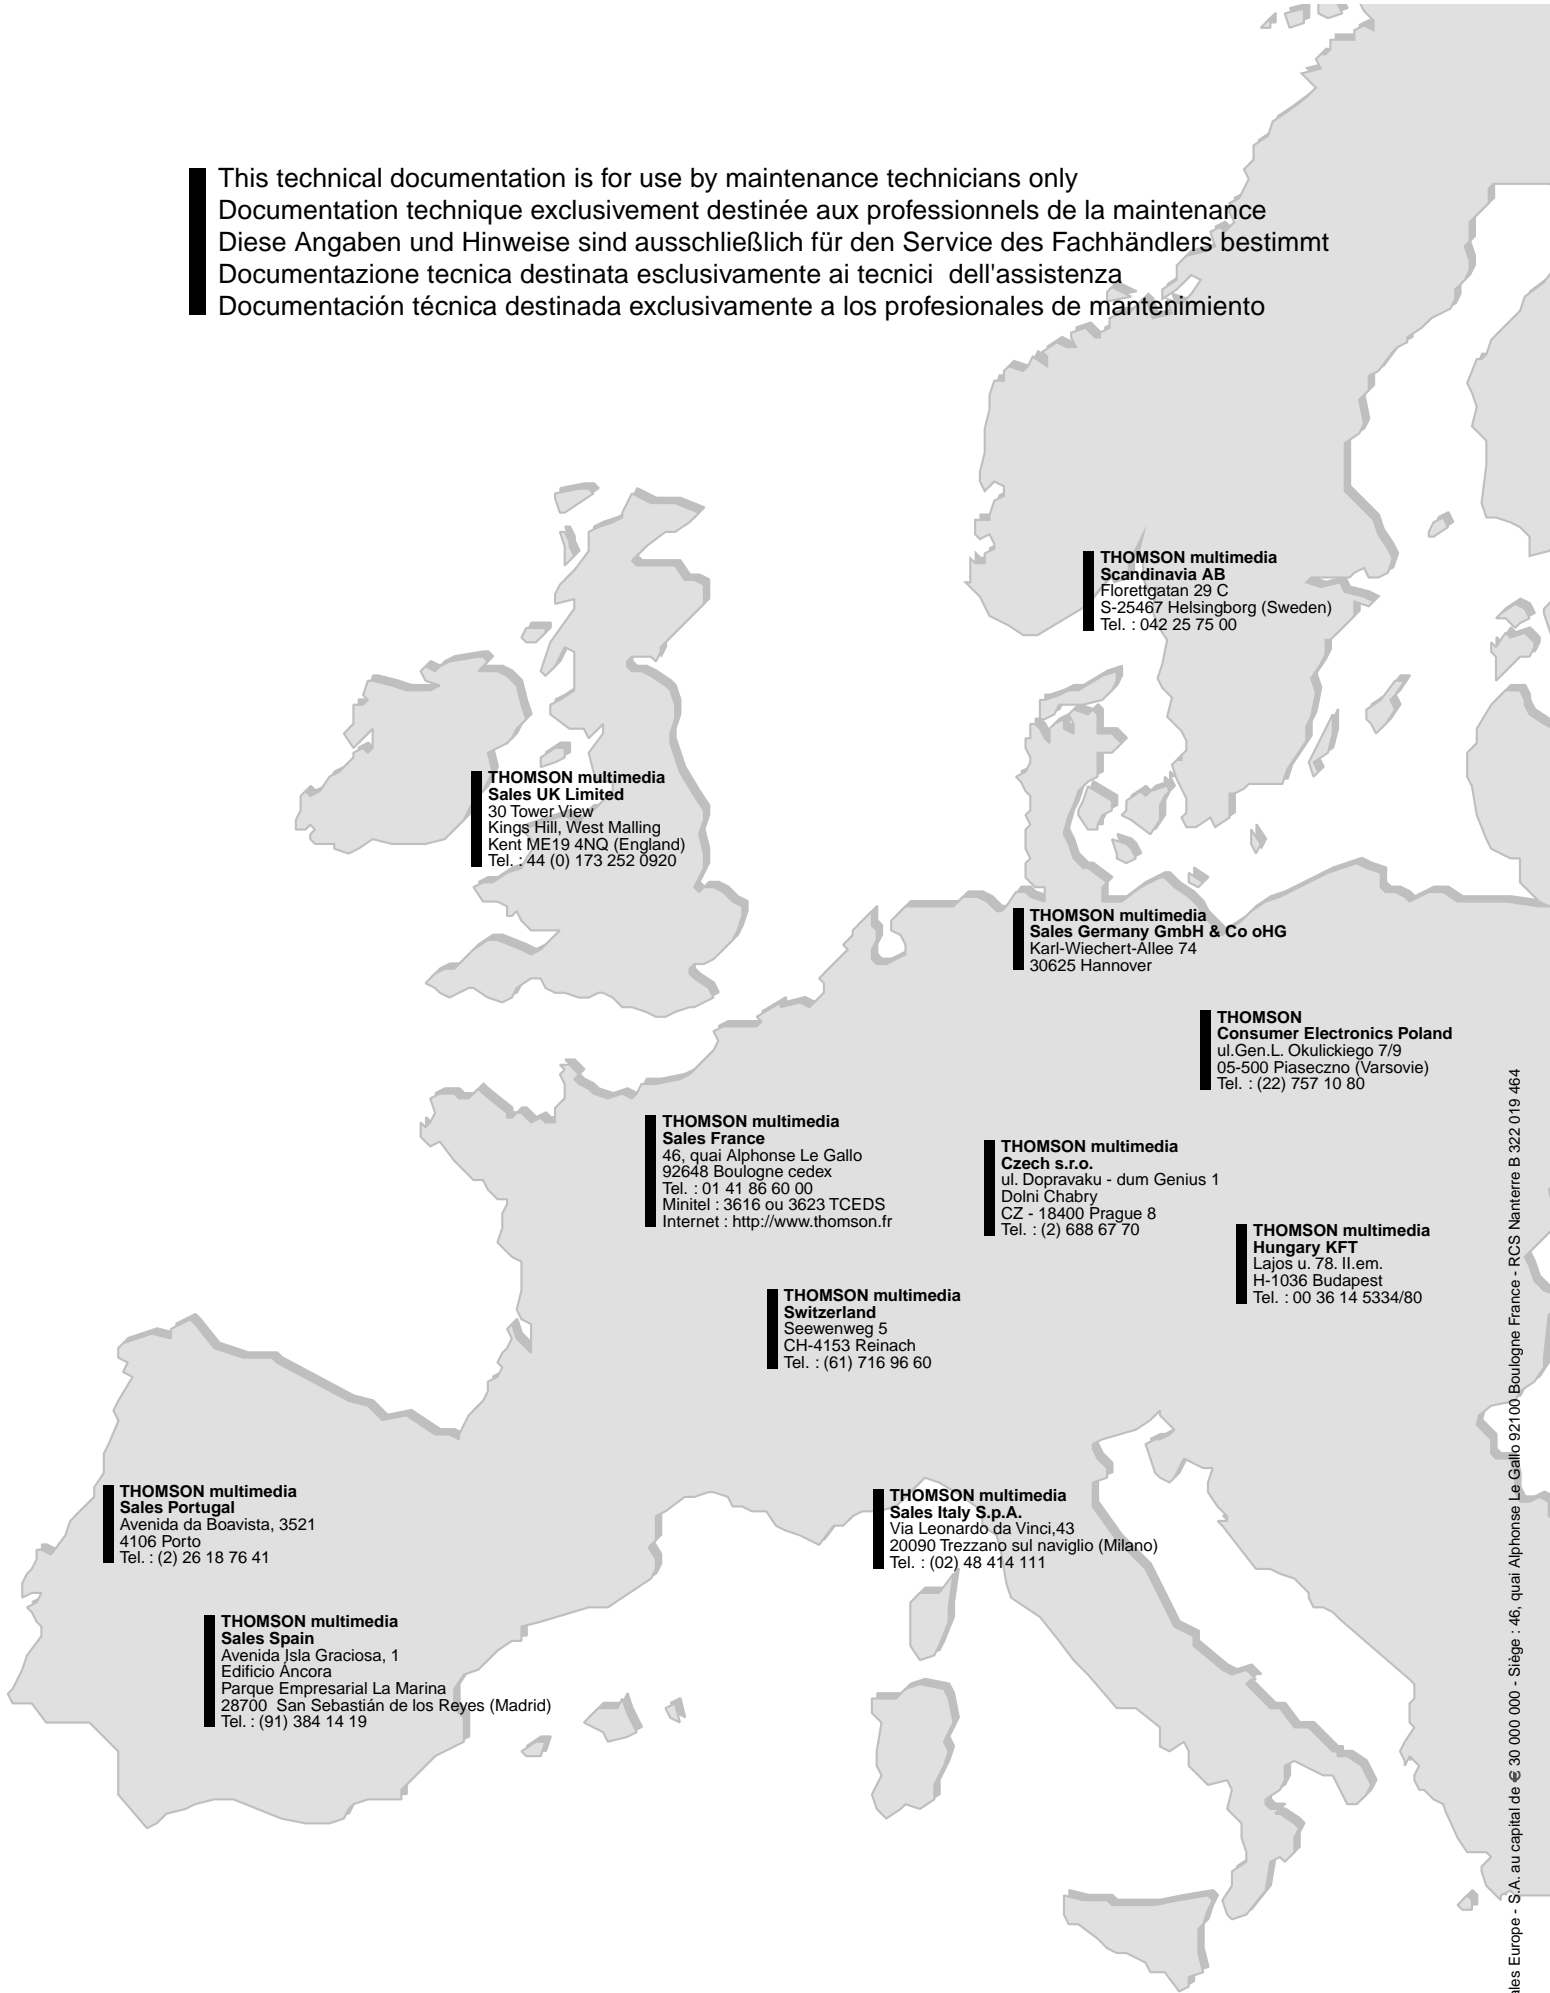 This technical documentation is for use by maintenance technicians only
Documentation technique exclusivement destinée aux professionnels de la maintenance
Diese Angaben und Hinweise sind ausschließlich für den Service des Fachhändlers bestimmt
Documentazione tecnica destinata esclusivamente ai tecnici  dell'assistenza
Documentación técnica destinada exclusivamente a los profesionales de mantenimiento
THOMSON multimedia
Scandinavia AB
Florettgatan 29 C
S-25467 Helsingborg (Sweden)
Tel. : 042 25 75 00
THOMSON multimedia
Sales UK Limited
30 Tower View
Kings Hill, West Malling
Kent ME19 4NQ (England)
Tel. : 44 (0) 173 252 0920
THOMSON multimedia
Sales Germany GmbH & Co oHG
Karl-Wiechert-Allee 74
30625 Hannover
THOMSON
Consumer Electronics Poland
ul.Gen.L. Okulickiego 7/9
05-500 Piaseczno (Varsovie)
Tel. : (22) 757 10 80
THOMSON multimedia
Sales France
46, quai Alphonse Le Gallo
92648 Boulogne cedex
Tel. : 01 41 86 60 00
Minitel : 3616 ou 3623 TCEDS
Internet : http://www.thomson.fr
THOMSON multimedia
Czech s.r.o.
ul. Dopravaku - dum Genius 1
Dolni Chabry
CZ - 18400 Prague 8
Tel. : (2) 688 67 70
THOMSON multimedia
Hungary KFT
Lajos u. 78. II.em.
H-1036 Budapest
Tel. : 00 36 14 5334/80
THOMSON multimedia
Switzerland
Seewenweg 5
CH-4153 Reinach
Tel. : (61) 716 96 60
THOMSON multimedia
Sales Portugal
Avenida da Boavista, 3521
4106 Porto
Tel. : (2) 26 18 76 41
THOMSON multimedia
Sales Italy S.p.A.
Via Leonardo da Vinci,43
20090 Trezzano sul naviglio (Milano)
Tel. : (02) 48 414 111
THOMSON multimedia
Sales Spain
Avenida Isla Graciosa, 1
Edificio Áncora
Parque Empresarial La Marina
28700  San Sebastián de los Reyes (Madrid)
Tel. : (91) 384 14 19
Europe - S.A. au capital de € 30 000 000 - Siège : 46, quai Alphonse Le Gallo 92100 Boulogne France - RCS Nanterre B 322 019 464